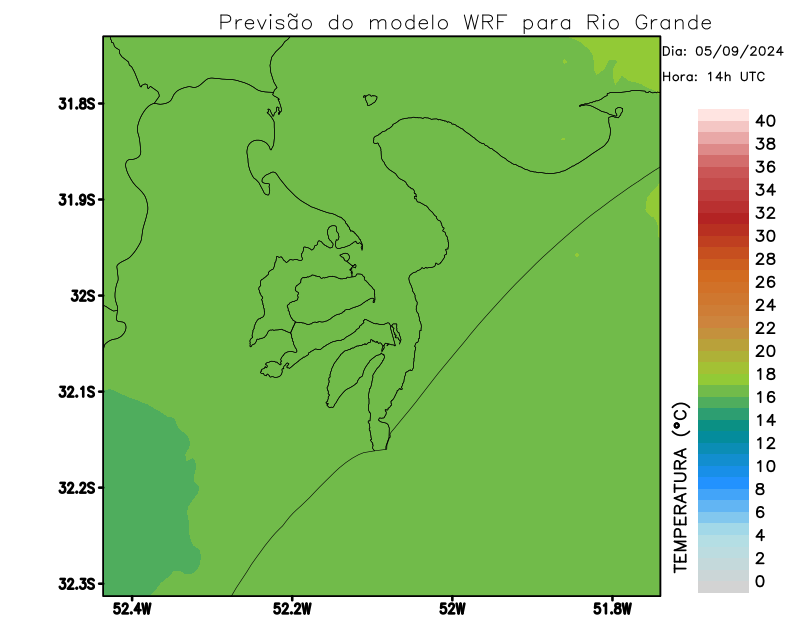 Previsão do modelo WRF para Rio Grande
Dia: 05/09/2024
Hora: 14h UTC
31.8S
31.9S
32S
32.1S
32.2S
32.3S
52.4W
52.2W
52W
51.8W
TEMPERATURA (°C)
40
38
36
34
32
30
28
26
24
22
20
18
16
14
12
10
8
6
4
2
0